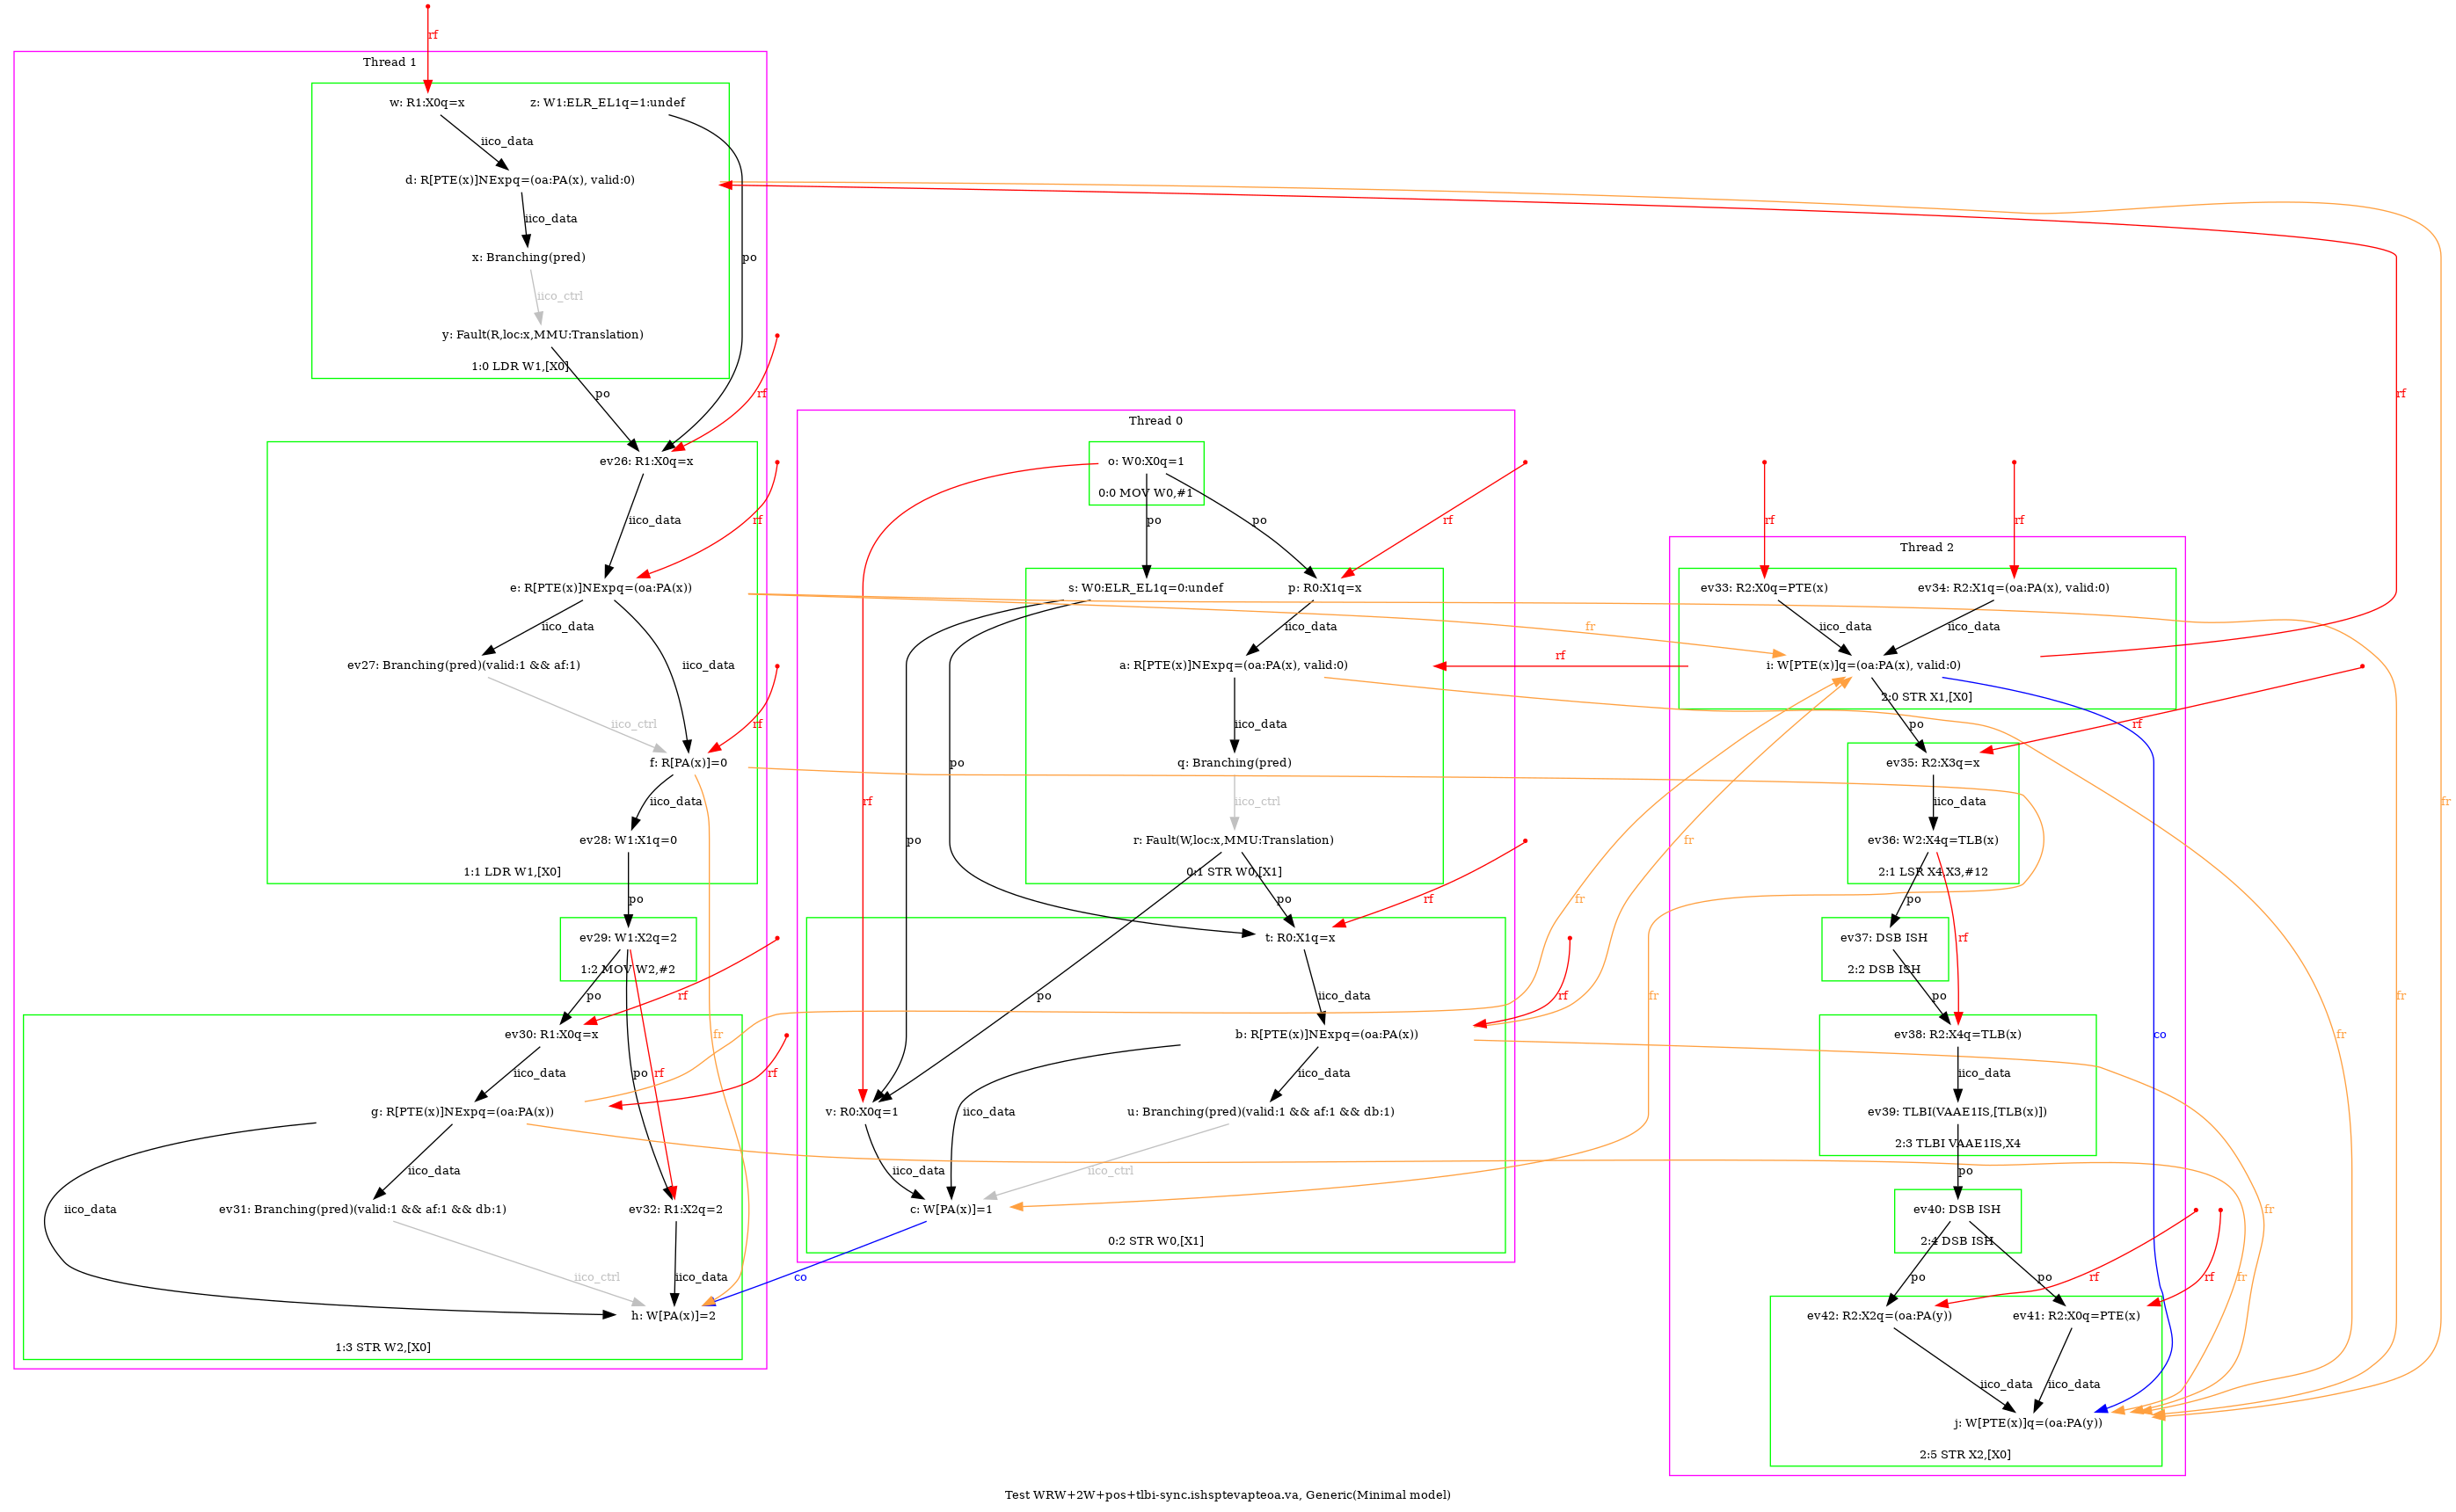 rf
Thread 1
w: R1:X0q=x
z: W1:ELR_EL1q=1:undef
iico_data
d: R[PTE(x)]NExpq=(oa:PA(x), valid:0)
iico_data
po
x: Branching(pred)
iico_ctrl
y: Fault(R,loc:x,MMU:Translation)
1:0 LDR W1,[X0]
po
rf
rf
ev26: R1:X0q=x
iico_data
rf
e: R[PTE(x)]NExpq=(oa:PA(x))
iico_data
ev27: Branching(pred)(valid:1 && af:1)
iico_data
iico_ctrl
rf
f: R[PA(x)]=0
iico_data
ev28: W1:X1q=0
1:1 LDR W1,[X0]
po
ev29: W1:X2q=2
1:2 MOV W2,#2
po
rf
ev30: R1:X0q=x
fr
iico_data
po
rf
rf
g: R[PTE(x)]NExpq=(oa:PA(x))
iico_data
iico_data
ev31: Branching(pred)(valid:1 && af:1 && db:1)
ev32: R1:X2q=2
iico_ctrl
iico_data
h: W[PA(x)]=2
1:3 STR W2,[X0]
Thread 0
o: W0:X0q=1
0:0 MOV W0,#1
po
po
rf
s: W0:ELR_EL1q=0:undef
p: R0:X1q=x
iico_data
fr
rf
a: R[PTE(x)]NExpq=(oa:PA(x), valid:0)
po
iico_data
q: Branching(pred)
rf
iico_ctrl
po
r: Fault(W,loc:x,MMU:Translation)
0:1 STR W0,[X1]
po
rf
fr
fr
t: R0:X1q=x
po
iico_data
rf
fr
b: R[PTE(x)]NExpq=(oa:PA(x))
iico_data
iico_data
v: R0:X0q=1
u: Branching(pred)(valid:1 && af:1 && db:1)
iico_data
iico_ctrl
c: W[PA(x)]=1
0:2 STR W0,[X1]
co
rf
rf
Thread 2
ev33: R2:X0q=PTE(x)
ev34: R2:X1q=(oa:PA(x), valid:0)
iico_data
iico_data
i: W[PTE(x)]q=(oa:PA(x), valid:0)
2:0 STR X1,[X0]
po
rf
ev35: R2:X3q=x
iico_data
ev36: W2:X4q=TLB(x)
2:1 LSR X4,X3,#12
po
ev37: DSB ISH
rf
2:2 DSB ISH
po
ev38: R2:X4q=TLB(x)
iico_data
ev39: TLBI(VAAE1IS,[TLB(x)])
2:3 TLBI VAAE1IS,X4
po
ev40: DSB ISH
2:4 DSB ISH
po
po
rf
rf
ev42: R2:X2q=(oa:PA(y))
ev41: R2:X0q=PTE(x)
iico_data
iico_data
j: W[PTE(x)]q=(oa:PA(y))
2:5 STR X2,[X0]
rf
fr
co
fr
fr
fr
fr
Test WRW+2W+pos+tlbi-sync.ishsptevapteoa.va, Generic(Minimal model)